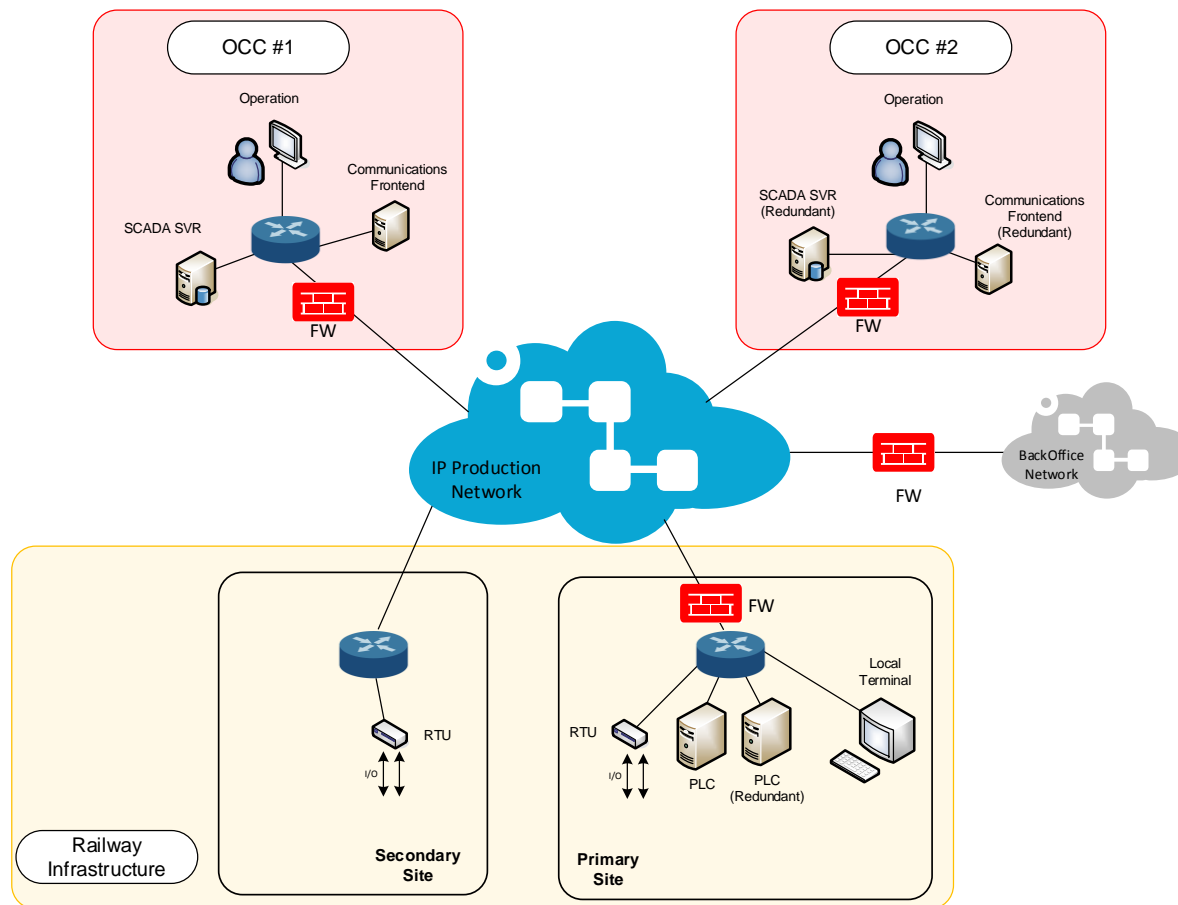 OCC #1
Operation
Communications
Frontend
SCADA SVR
FW
OCC #2
Operation
SCADA SVR
(Redundant)
Communications
Frontend
(Redundant)
FW
IP Production
Network
FW
BackOffice
Network
FW
RTU
I/O
Secondary
Site
Local
Terminal
RTU
I/O
PLC
PLC
(Redundant)
Primary
Site
Railway
Infrastructure